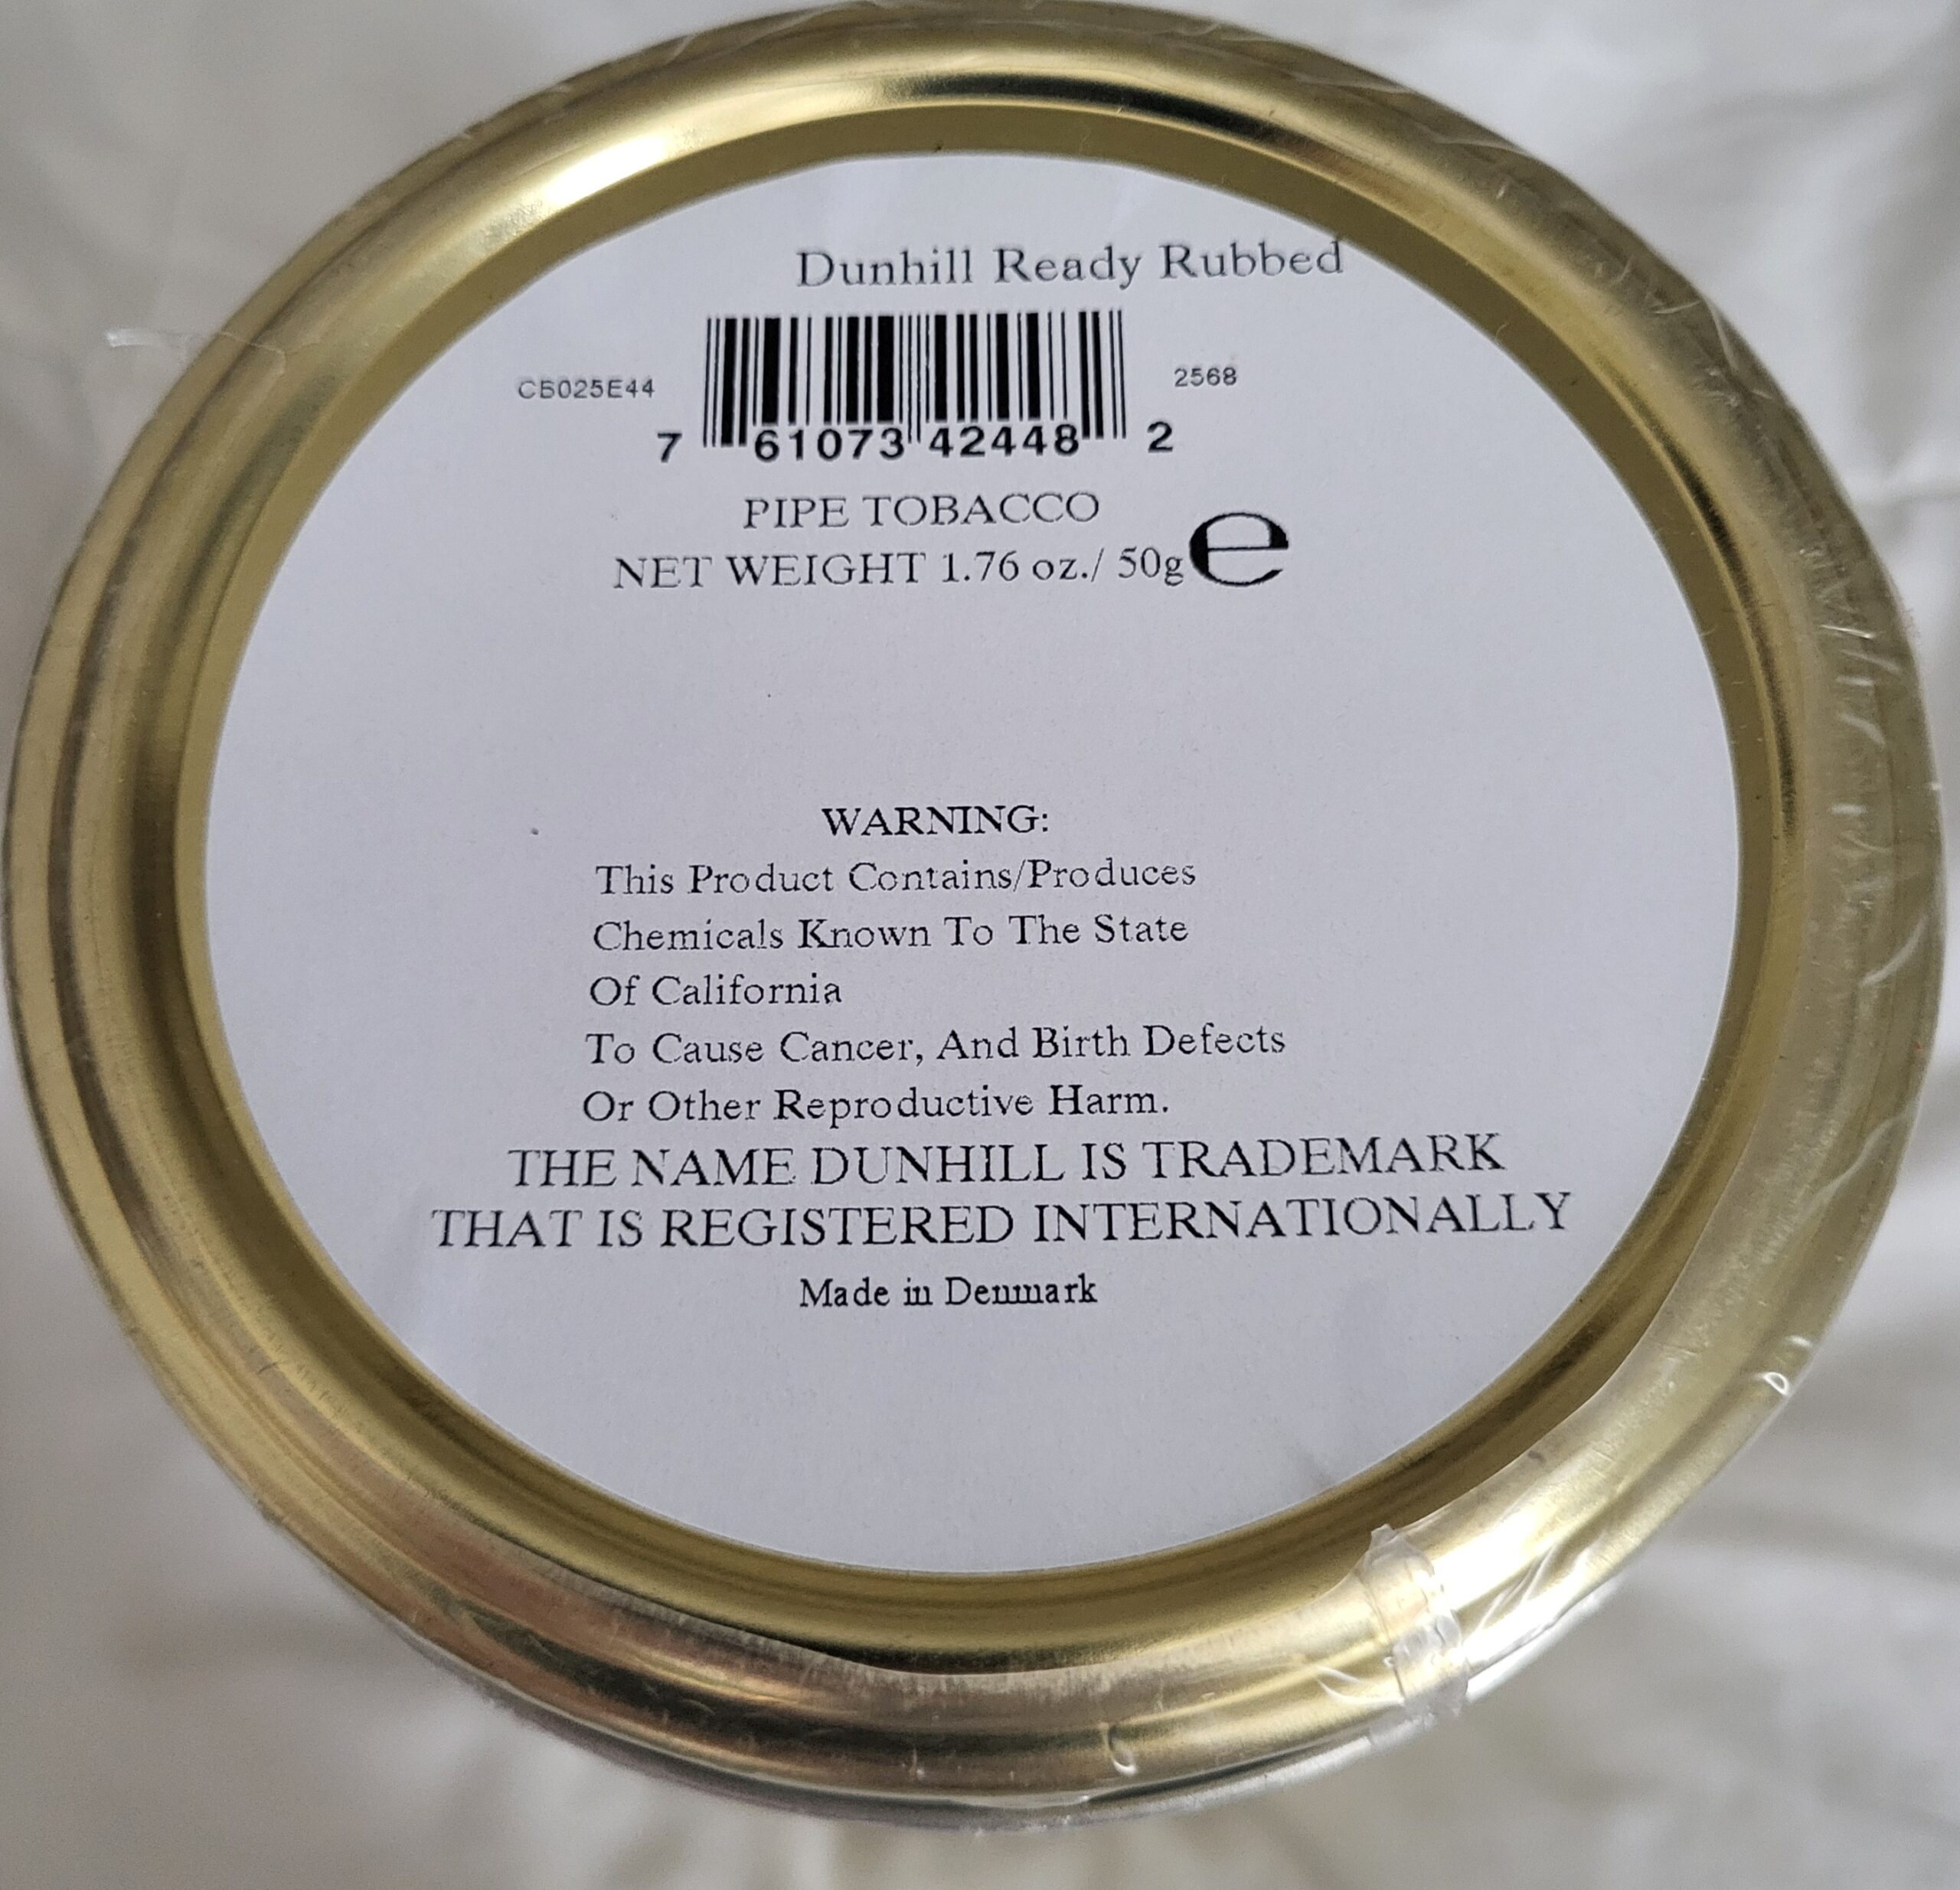 Dunhill Ready Rubbed
CB025E44
2568
7 61073 42448 2
PIPE TOBACCO
NET WEIGHT 1.76 oz./ 50g e
WARNING:
This Product Contains/Produces
Chemicals Known To The State
Of California
To Cause Cancer, And Birth Defects
Or Other Reproductive Harm.
THE NAME DUNHILL IS TRADEMARK
THAT IS REGISTERED INTERNATIONALLY
Made in Denmark